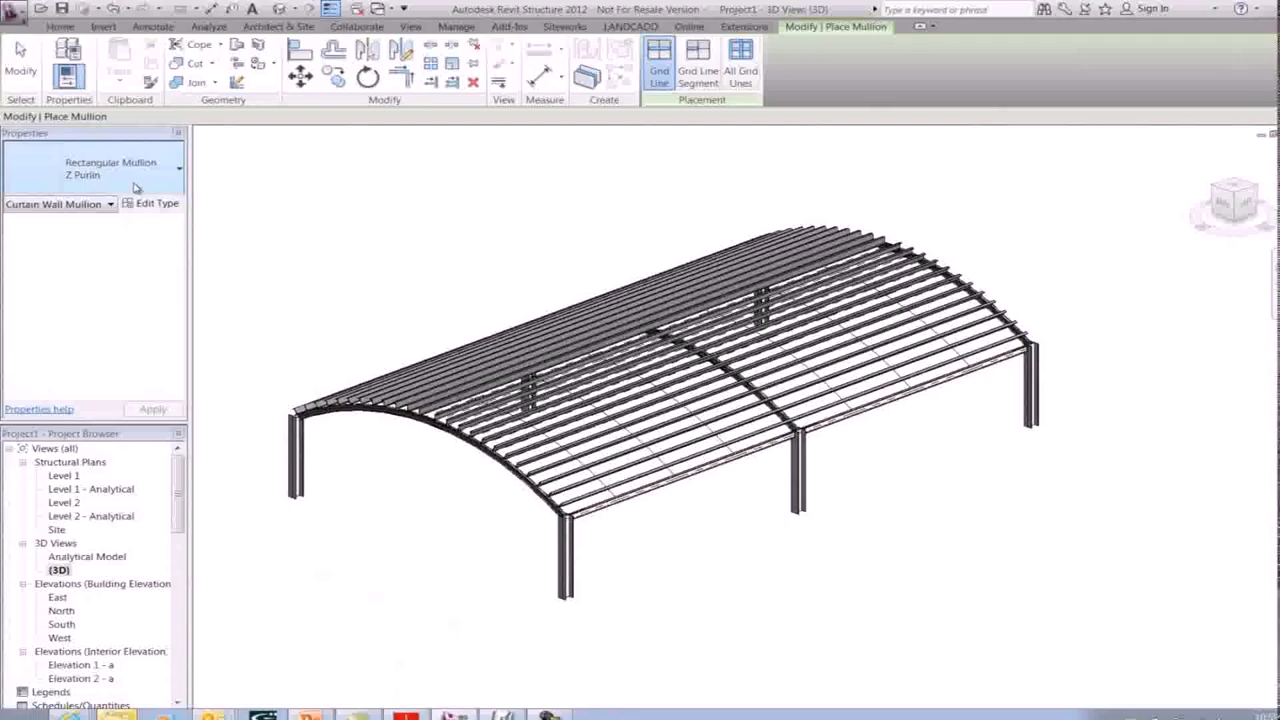 Autodesk Revit Structure 2012 - Not For Resale Version - Project1 - 3D View: {3D}
Type a keyword or phrase
Sign In
Home Insert Annotate Analyze Architect & Site Collaborate View Manage Add-Ins Siteworks LANDCADD Online Extensions Modify | Place Mullion
Modify
Paste
Cope
Cut
Join
Grid Line
Grid Line Segment
All Grid Lines
Select Properties Clipboard Geometry Modify View Measure Create Placement
Modify | Place Mullion
Properties
Rectangular Mullion
Z Purlin
Curtain Wall Mullion Edit Type
Properties help Apply
Project1 - Project Browser
Views (all)
Structural Plans
Level 1
Level 1 - Analytical
Level 2
Level 2 - Analytical
Site
3D Views
Analytical Model
{3D}
Elevations (Building Elevation
East
North
South
West
Elevations (Interior Elevation
Elevation 1 - a
Elevation 2 - a
Legends
Schedules/Quantities